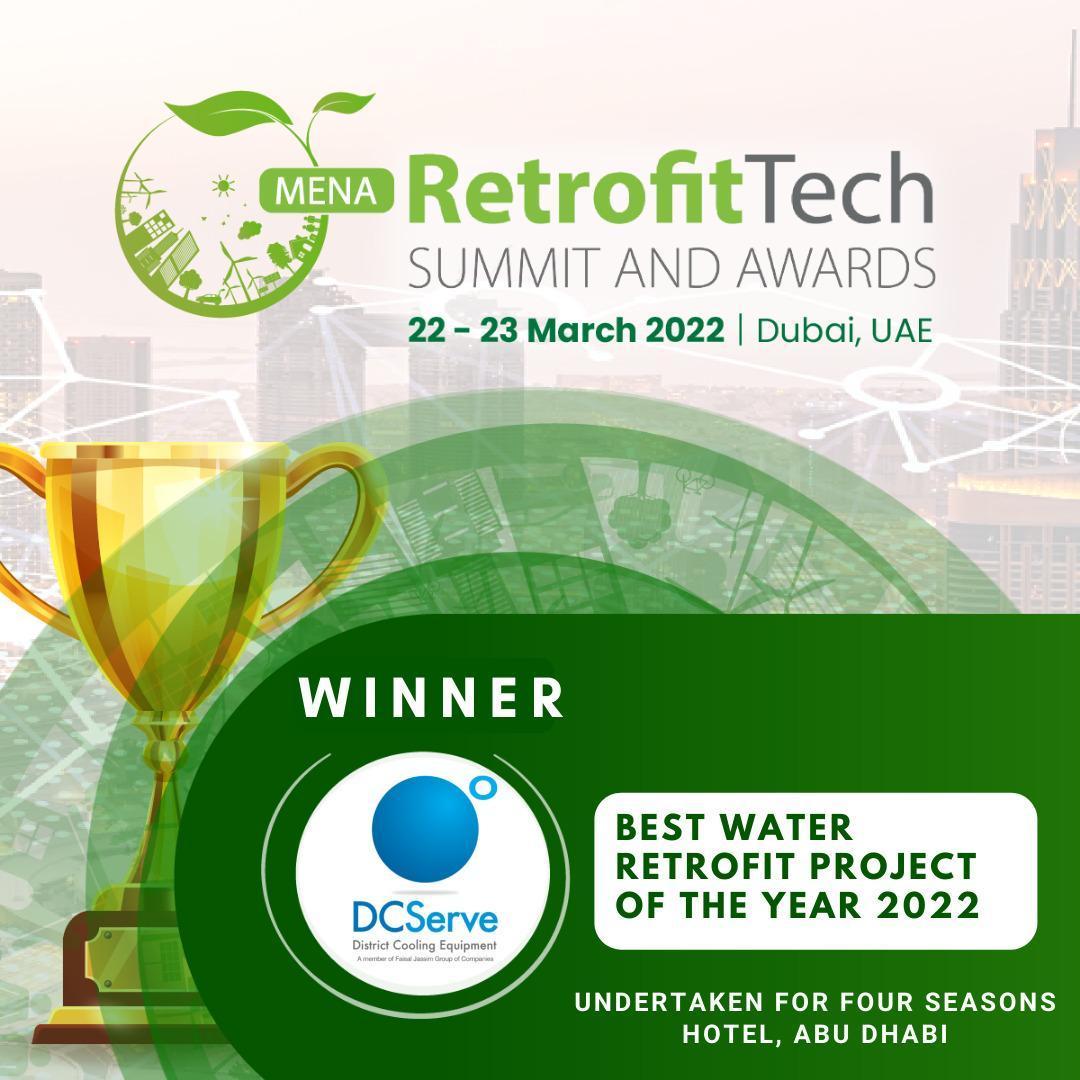 MENA RetrofitTech
SUMMIT AND AWARDS
22 - 23 March 2022 | Dubai, UAE
WINNER
DCServe
District Cooling Equipment
A member of Faisal Jassim Group of Companies
BEST WATER
RETROFIT PROJECT
OF THE YEAR 2022
UNDERTAKEN FOR FOUR SEASONS
HOTEL, ABU DHABI